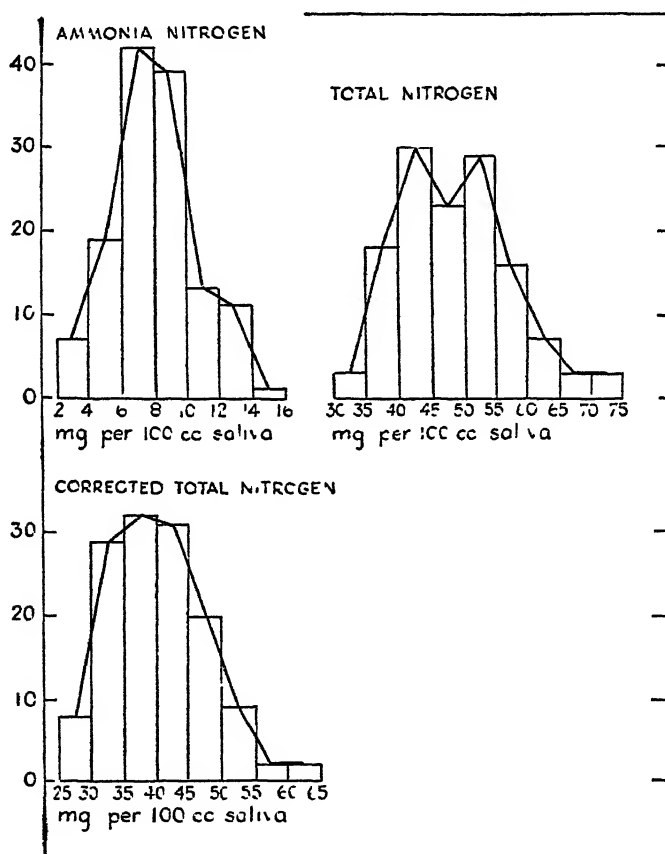 AMMONIA NITROGEN
40
30
20
10
0
2 4 6 8 10 12 14 16
mg per 100 cc saliva
TOTAL NITROGEN
30 35 40 45 50 55 60 65 70 75
mg per 100 cc saliva
CORRECTED TOTAL NITROGEN
30
20
10
0
25 30 35 40 45 50 55 60 65
mg per 100 cc saliva